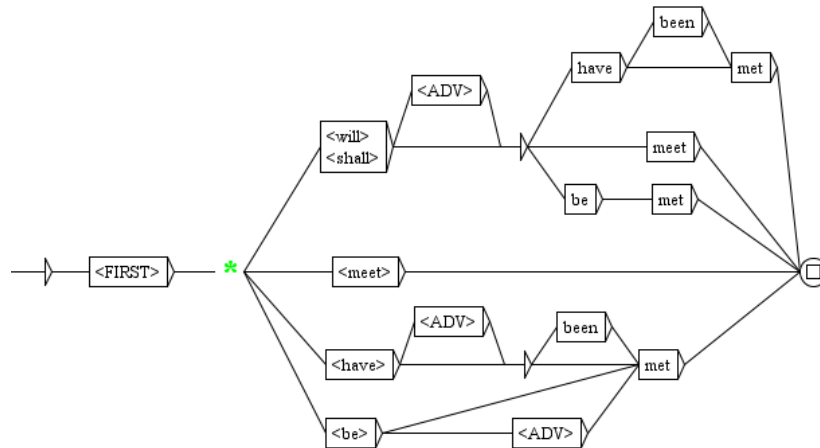 been
have
met
<ADV>
<will>
<shall>
meet
be
met
<FIRST>
*
<meet>
<ADV>
been
<have>
met
<be>
<ADV>